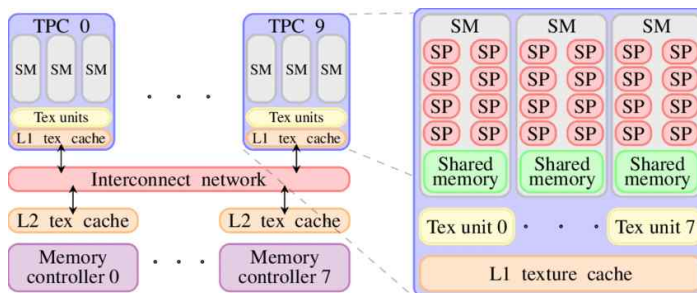 TPC 0
SM SM SM
Tex units
L1 tex cache
. . .
TPC 9
SM SM SM
Tex units
L1 tex cache
Interconnect network
L2 tex cache
L2 tex cache
Memory
controller 0
. . .
Memory
controller 7
SM SM SM
SP SP SP SP SP SP
SP SP SP SP SP SP
SP SP SP SP SP SP
SP SP SP SP SP SP
Shared
memory
Shared
memory
Shared
memory
Tex unit 0 . . . Tex unit 7
L1 texture cache